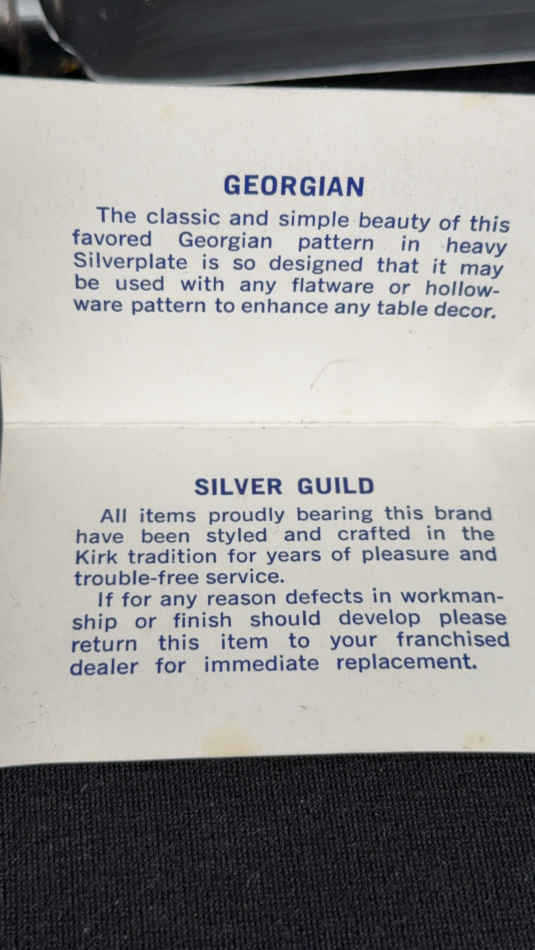 GEORGIAN
The classic and simple beauty of this
favored Georgian pattern in heavy
Silverplate is so designed that it may
be used with any flatware or hollow-
ware pattern to enhance any table decor.
SILVER GUILD
All items proudly bearing this brand
have been styled and crafted in the
Kirk tradition for years of pleasure and
trouble-free service.
If for any reason defects in workman-
ship or finish should develop please
return this item to your franchised
dealer for immediate replacement.